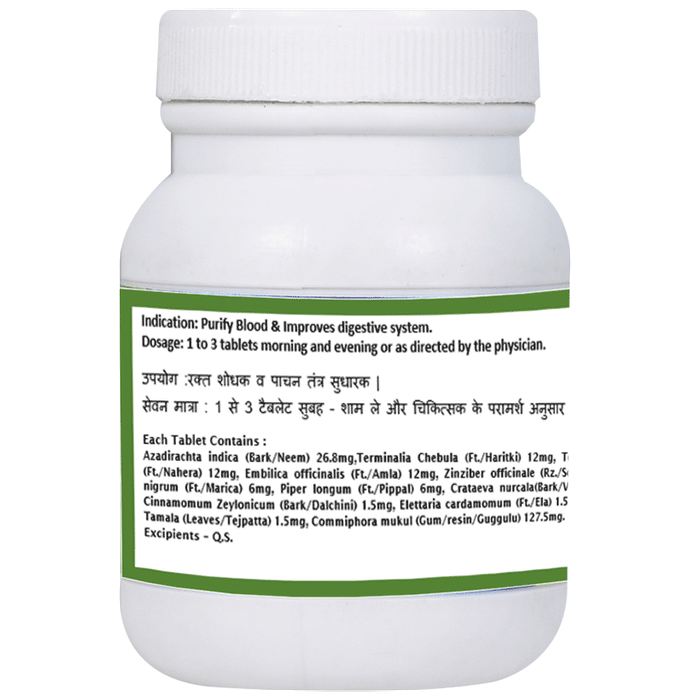 Indication: Purify Blood & Improves digestive system.
Dosage: 1 to 3 tablets morning and evening or as directed by the physician.
उपयोग :रक्त शोधक व पाचन तंत्र सुधारक |
सेवन मात्रा : 1 से 3 टैबलेट सुबह - शाम ले और चिकित्सक के परामर्श अनुसार
Each Tablet Contains :
Azadirachta indica (Bark/Neem) 26.8mg,Terminalia Chebula (Ft./Haritki) 12mg,
(Ft./Nahera) 12mg, Embilica officinalis (Ft./Amla) 12mg, Zinziber officinale (Rz./
nigrum (Ft./Marica) 6mg, Piper longum (Ft./Pippal) 6mg, Crataeva nurcala(Bark/
Cinnamomum Zeylonicum (Bark/Dalchini) 1.5mg, Elettaria cardamomum (Ft./Ela) 1.5
Tamala (Leaves/Tejpatta) 1.5mg, Commiphora mukul (Gum/resin/Guggulu) 127.5mg.
Excipients - Q.S.